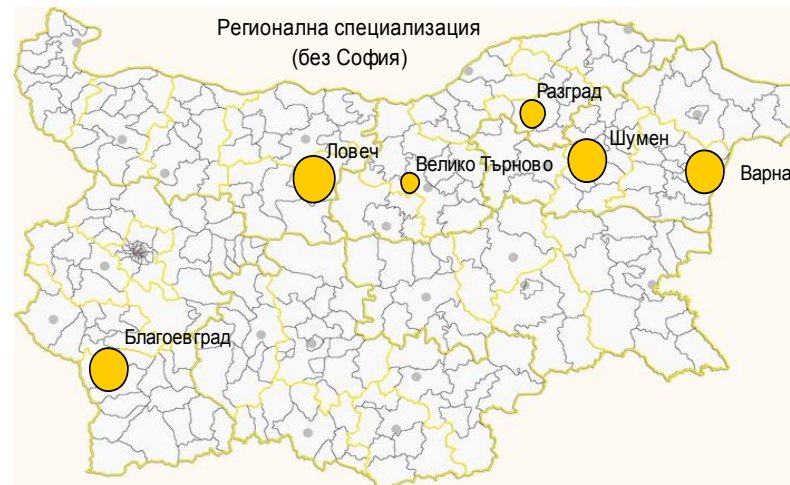 Регионална специализация
(без София)
Разград
Шумен
Ловеч
Велико Търново
Варна
Благоевград